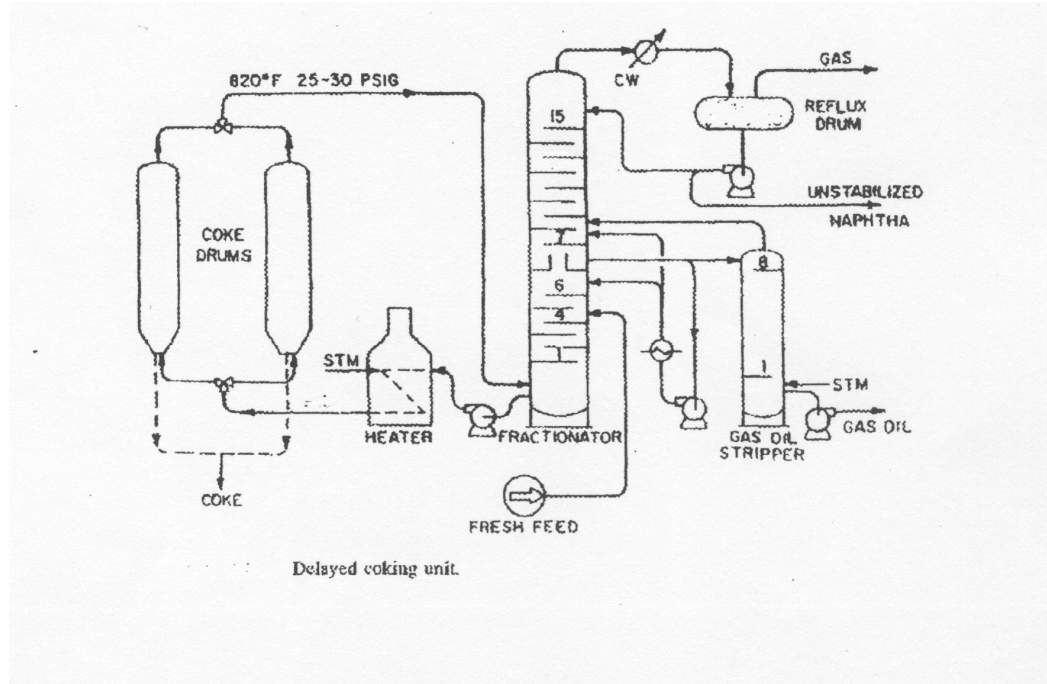 820°F 25-30 PSIG
CW
GAS
REFLUX
DRUM
15
UNSTABILIZED
NAPHTHA
COKE
DRUMS
7
8
6
4
STM
1
1
STM
HEATER
FRACTIONATOR
GAS OIL
STRIPPER
GAS OIL
COKE
FRESH FEED
Delayed coking unit.